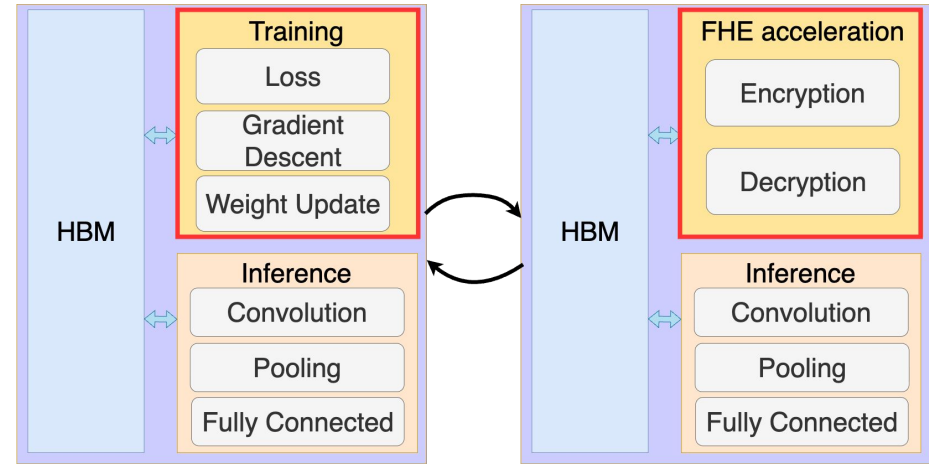 HBM
Training
Loss
Gradient
Descent
Weight Update
Inference
Convolution
Pooling
Fully Connected
HBM
FHE acceleration
Encryption
Decryption
Inference
Convolution
Pooling
Fully Connected